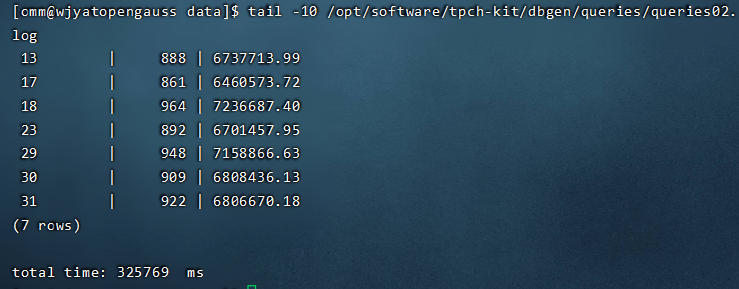 [omm@wjyatopengauss data]$ tail -10 /opt/software/tpch-kit/dbgen/queries/queries02.
log
13 | 888 | 6737713.99
17 | 861 | 6460573.72
18 | 964 | 7236687.40
23 | 892 | 6701457.95
29 | 948 | 7158866.63
30 | 909 | 6808436.13
31 | 922 | 6806670.18
(7 rows)
total time: 325769 ms